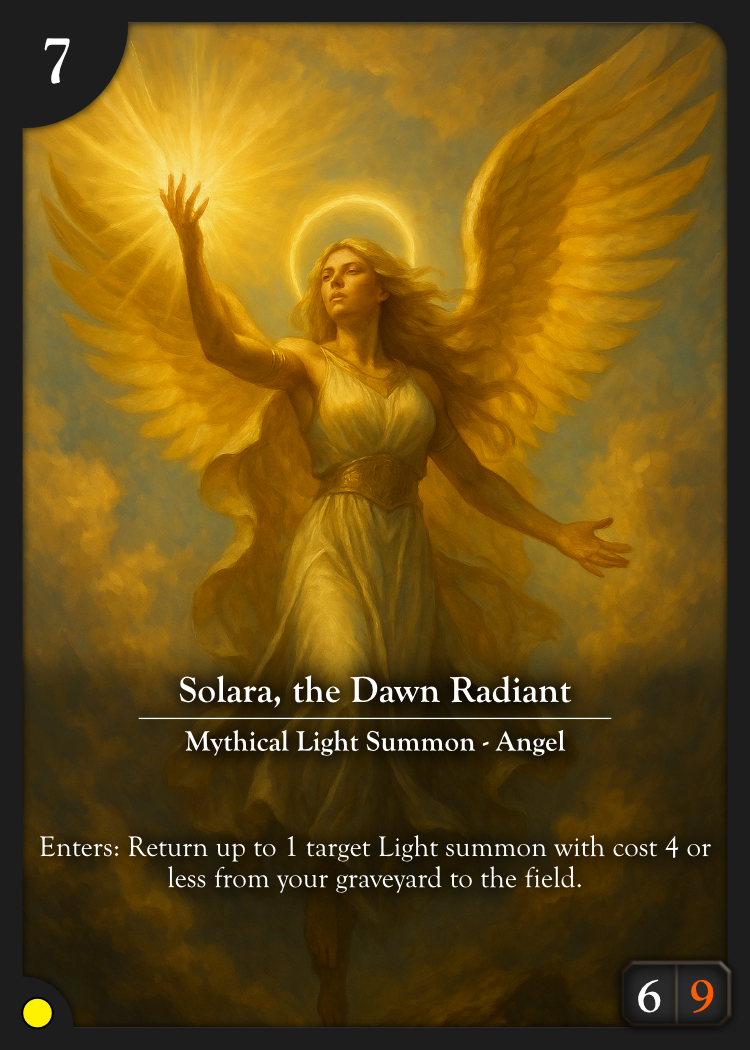 7
Solara, the Dawn Radiant
Mythical Light Summon - Angel
Enters: Return up to 1 target Light summon with cost 4 or
less from your graveyard to the field.
6 9